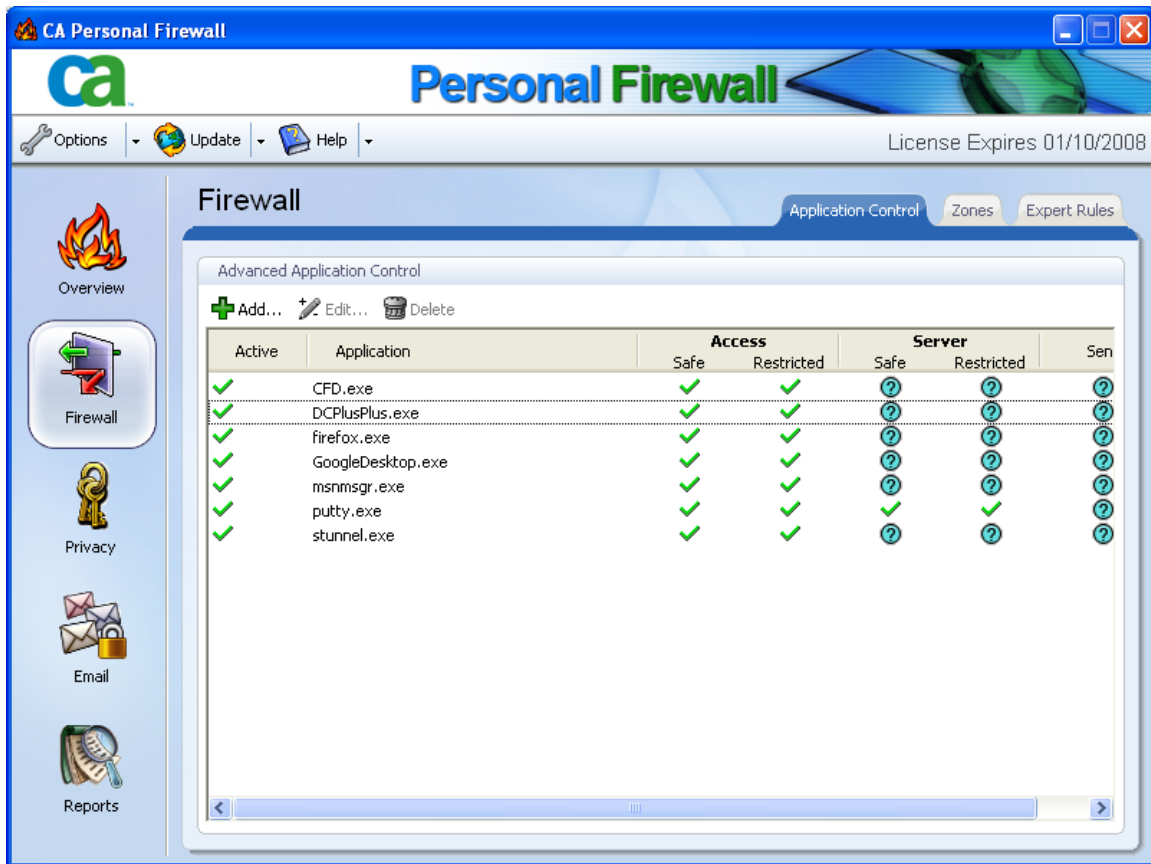 CA Personal Firewall
ca
Personal Firewall
Options Update Help License Expires 01/10/2008
Overview
Firewall
Privacy
Email
Reports
Firewall
Application Control Zones Expert Rules
Advanced Application Control
Add... Edit... Delete
Access Server
Active Application Safe Restricted Safe Restricted Sen
CFD.exe
DCPlusPlus.exe
firefox.exe
GoogleDesktop.exe
msnmsgr.exe
putty.exe
stunnel.exe